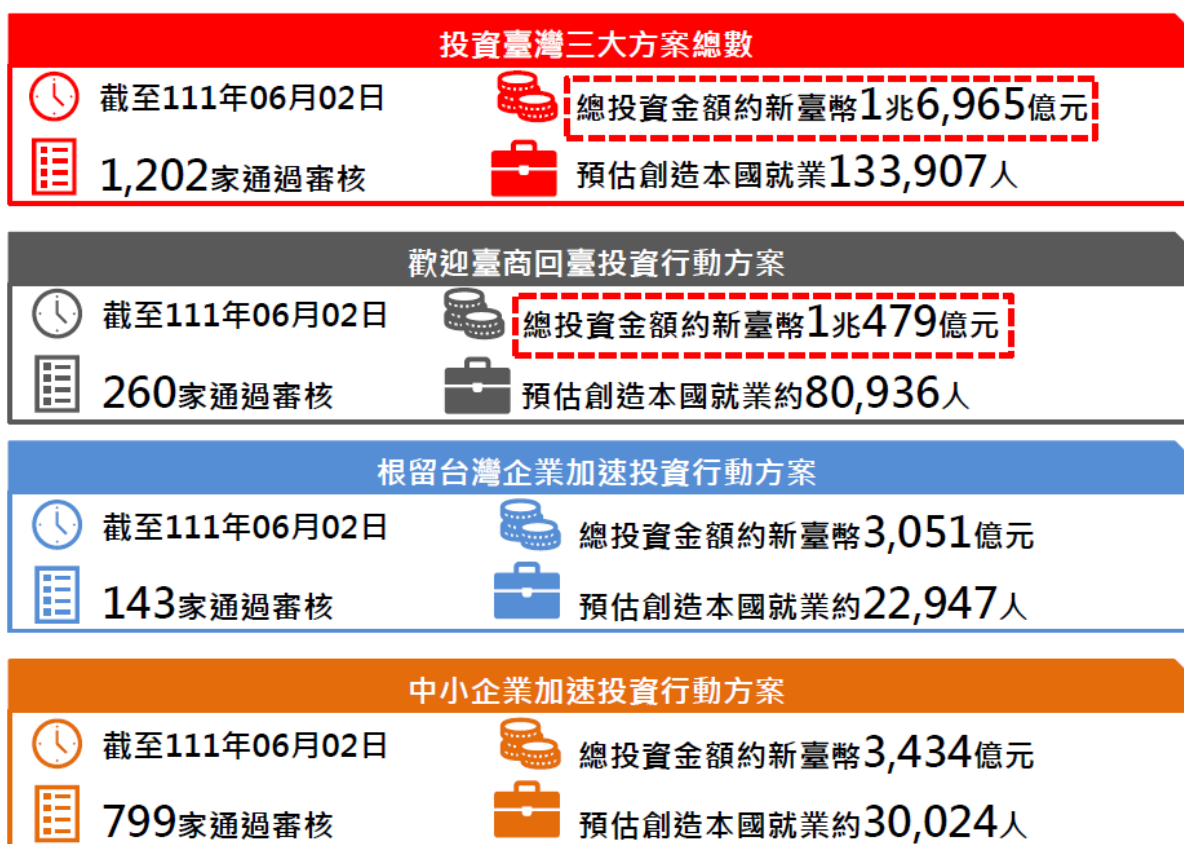 投資臺灣三大方案總數
截至111年06月02日
總投資金額約新臺幣1兆6,965億元
1,202家通過審核
預估創造本國就業133,907人
歡迎臺商回臺投資行動方案
截至111年06月02日
總投資金額約新臺幣1兆479億元
260家通過審核
預估創造本國就業約80,936人
根留台灣企業加速投資行動方案
截至111年06月02日
總投資金額約新臺幣3,051億元
143家通過審核
預估創造本國就業約22,947人
中小企業加速投資行動方案
截至111年06月02日
總投資金額約新臺幣3,434億元
799家通過審核
預估創造本國就業約30,024人